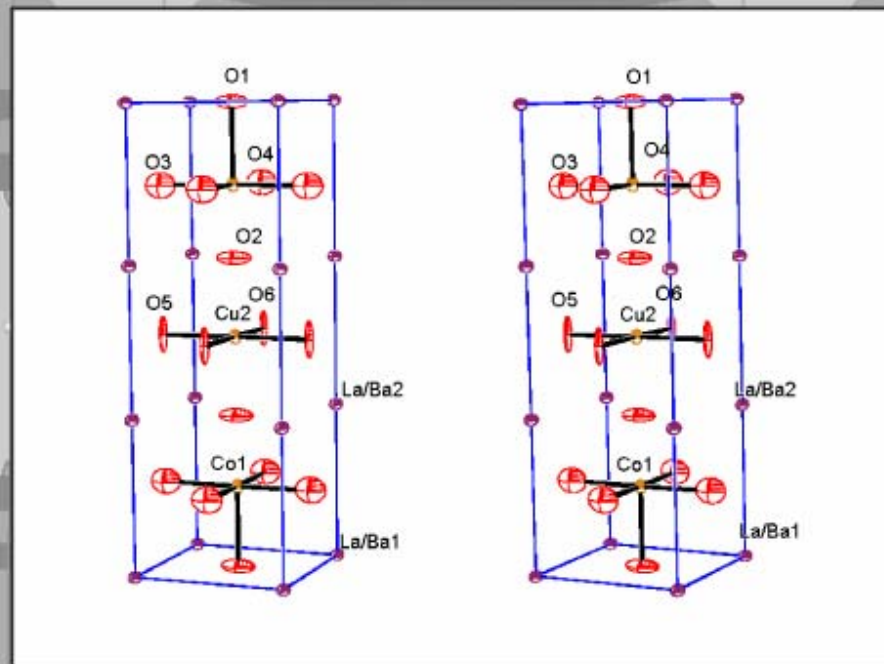 O1 O1
O3 O4 O3 O4
O2 O2
O5 Cu2 O6 O5 Cu2 O6
La/Ba2 La/Ba2
Co1 Co1
La/Ba1 La/Ba1